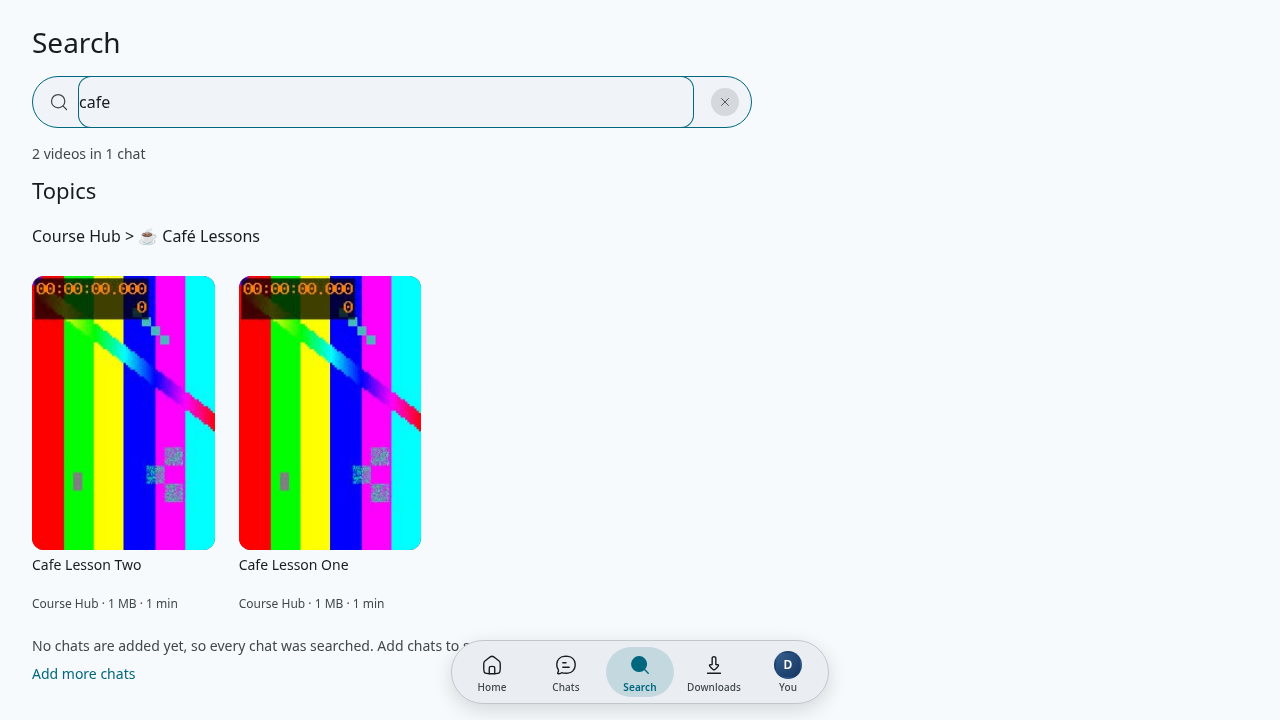 Search
cafe
2 videos in 1 chat
Topics
Course Hub > ☕ Café Lessons
00:00:00.000
0
00:00:00.000
0
Cafe Lesson Two
Cafe Lesson One
Course Hub · 1 MB · 1 min
Course Hub · 1 MB · 1 min
No chats are added yet, so every chat was searched. Add chats to
Add more chats
Home
Chats
Search
Downloads
D
You